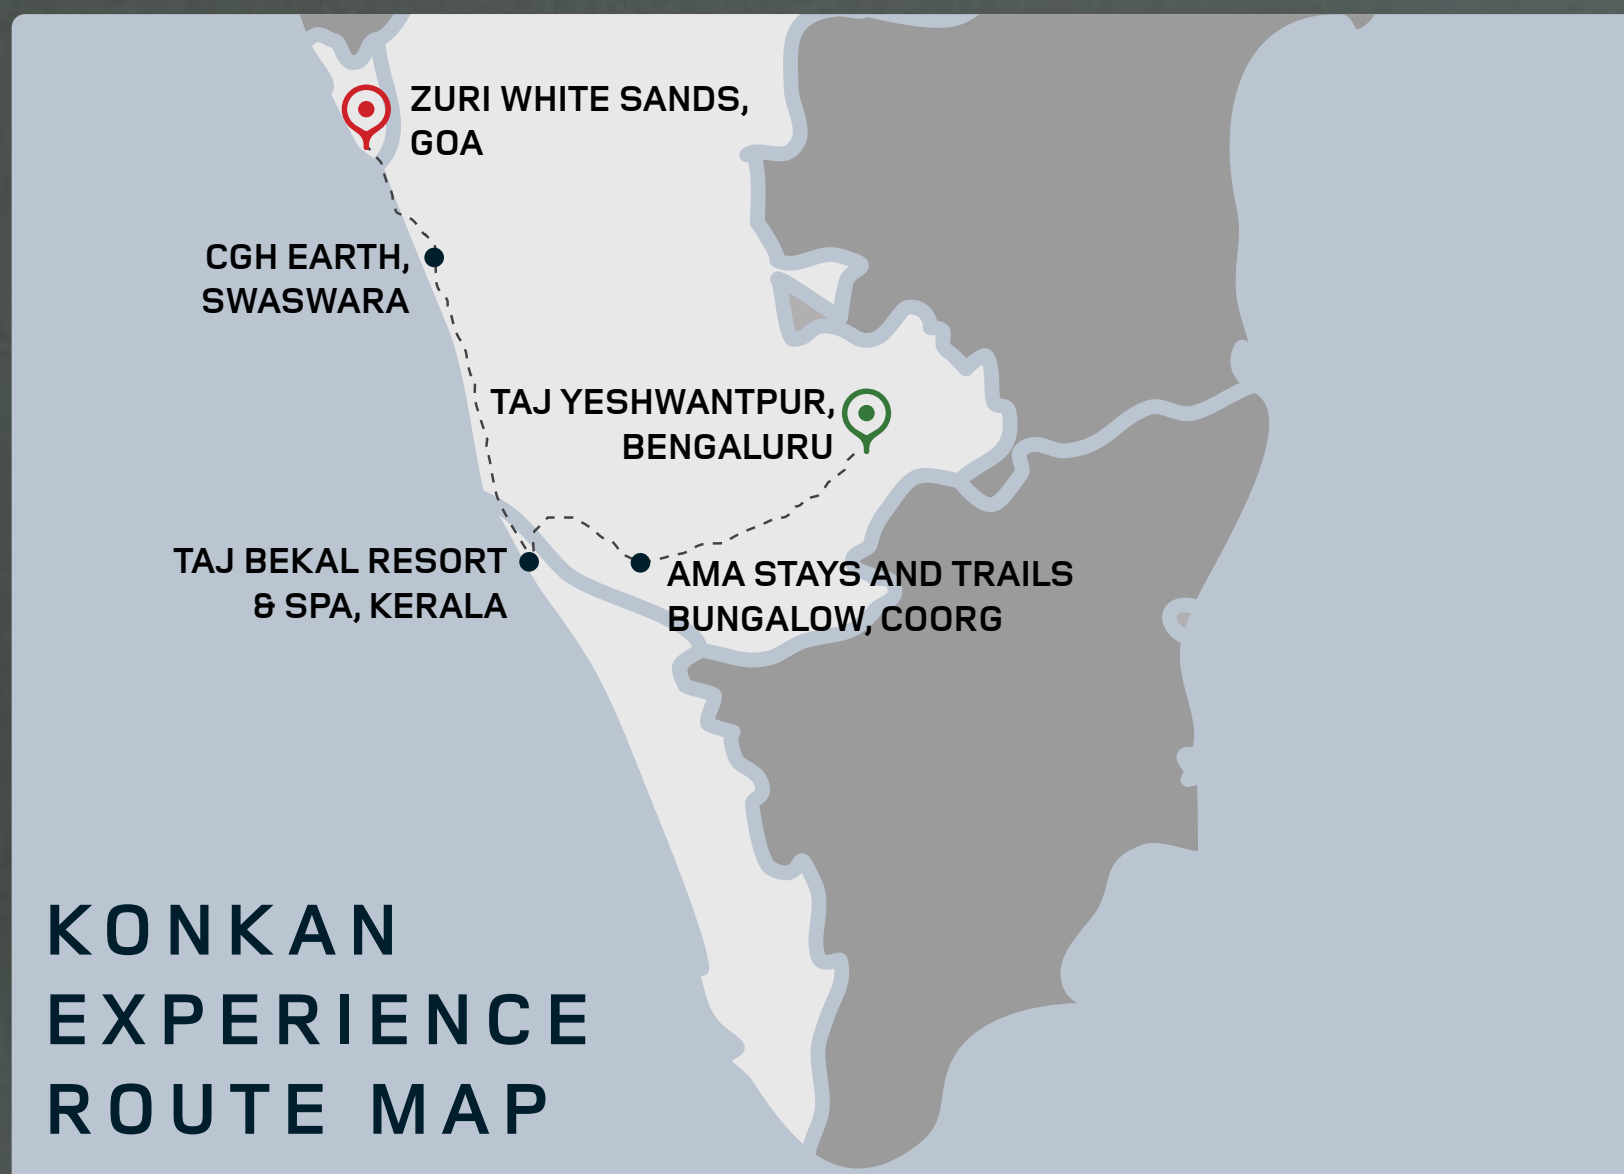 ZURI WHITE SANDS,
GOA
CGH EARTH,
SWASWARA
TAJ YESHWANTPUR,
BENGALURU
TAJ BEKAL RESORT
& SPA, KERALA
AMA STAYS AND TRAILS
BUNGALOW, COORG
KONKAN
EXPERIENCE
ROUTE MAP